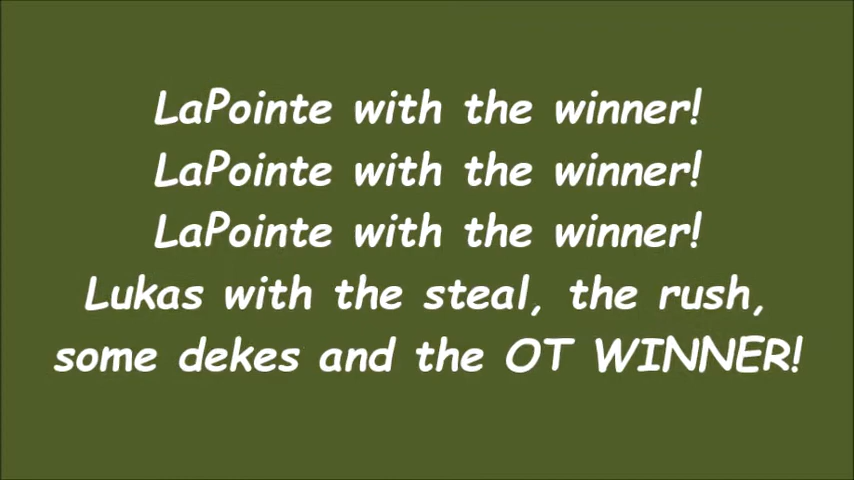 LaPointe with the winner!
LaPointe with the winner!
LaPointe with the winner!
Lukas with the steal, the rush,
some dekes and the OT WINNER!